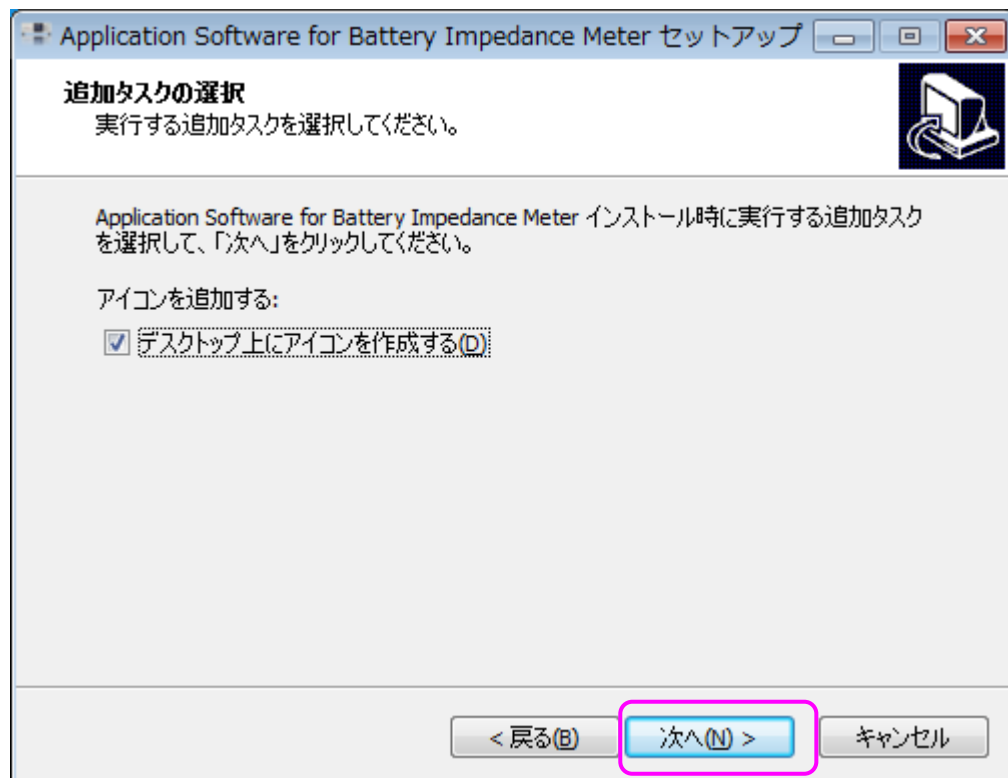 Application Software for Battery Impedance Meter セットアップ
追加タスクの選択
実行する追加タスクを選択してください。
Application Software for Battery Impedance Meter インストール時に実行する追加タスク
を選択して、「次へ」をクリックしてください。
アイコンを追加する:
デスクトップ上にアイコンを作成する(D)
< 戻る(B) 次へ(N) > キャンセル